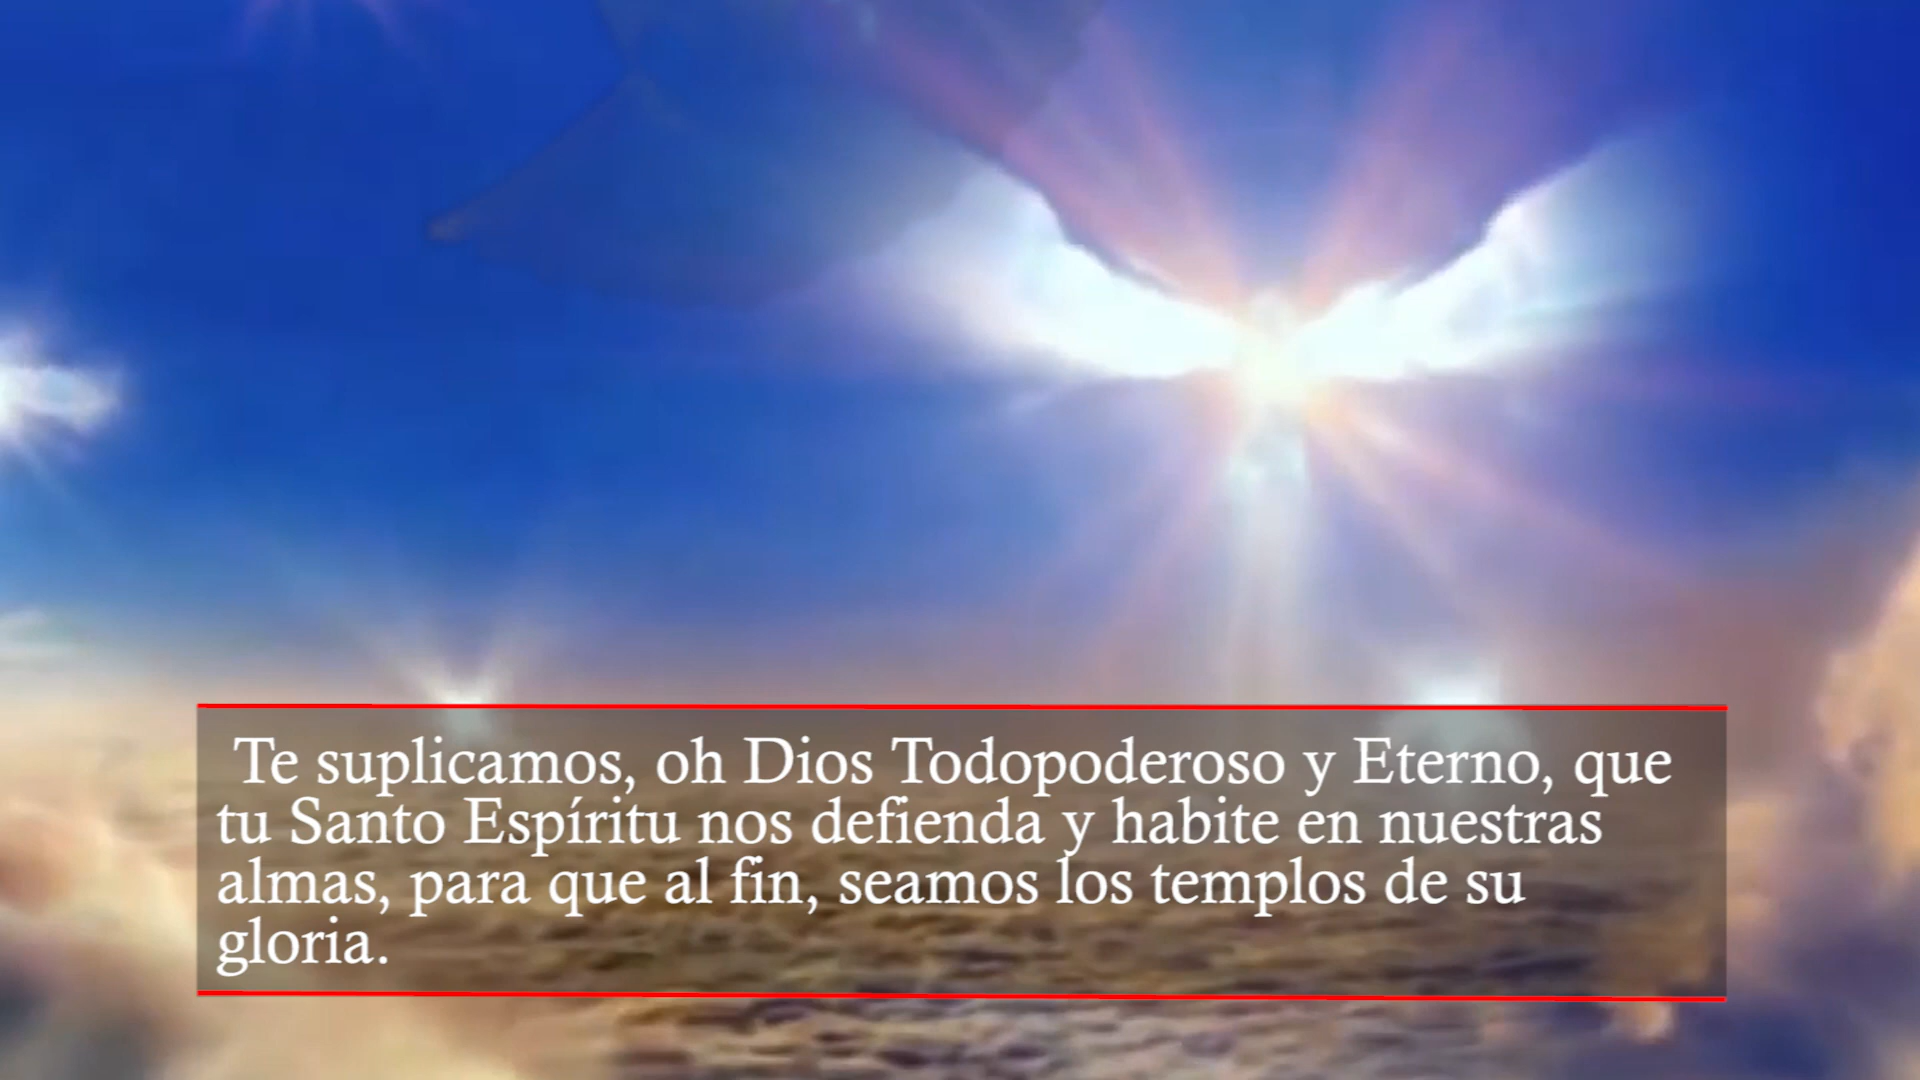 Te suplicamos, oh Dios Todopoderoso y Eterno, que
tu Santo Espíritu nos defienda y habite en nuestras
almas, para que al fin, seamos los templos de su
gloria.